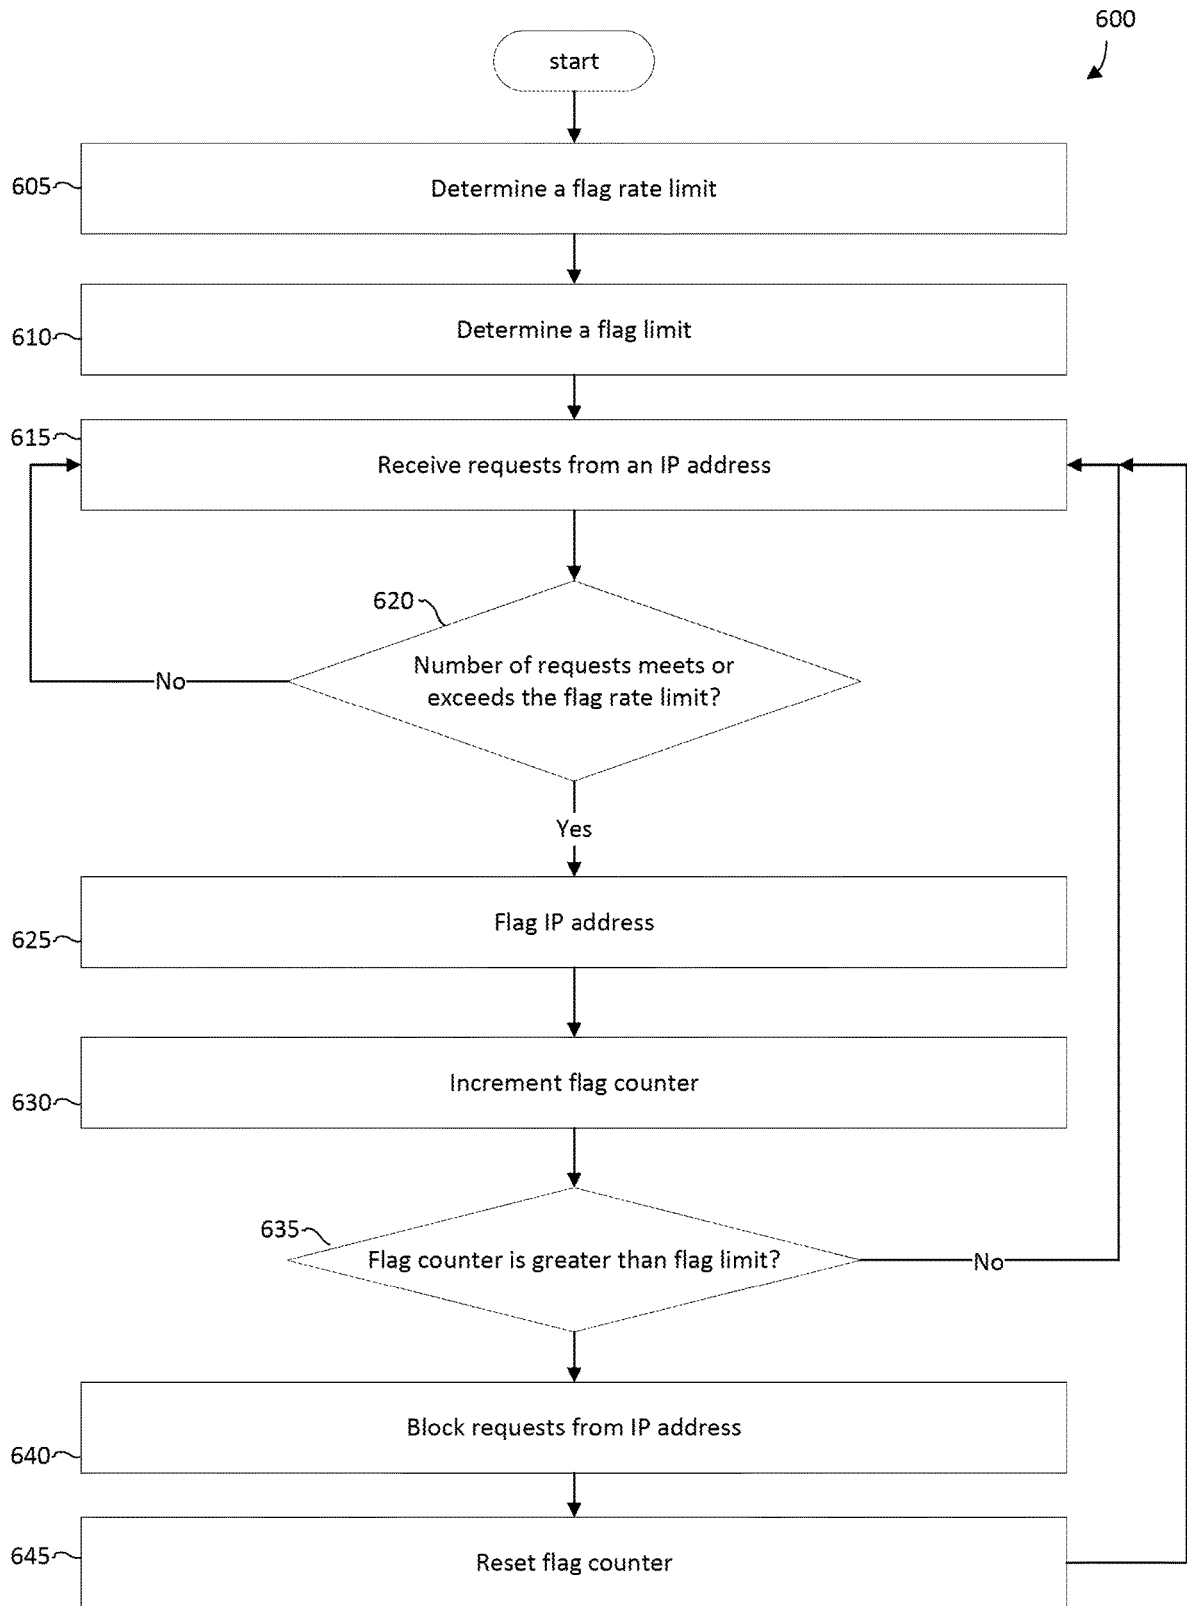 600
start
605
Determine a flag rate limit
610
Determine a flag limit
615
Receive requests from an IP address
620
Number of requests meets or
exceeds the flag rate limit?
No
Yes
625
Flag IP address
630
Increment flag counter
635
Flag counter is greater than flag limit?
No
640
Block requests from IP address
645
Reset flag counter